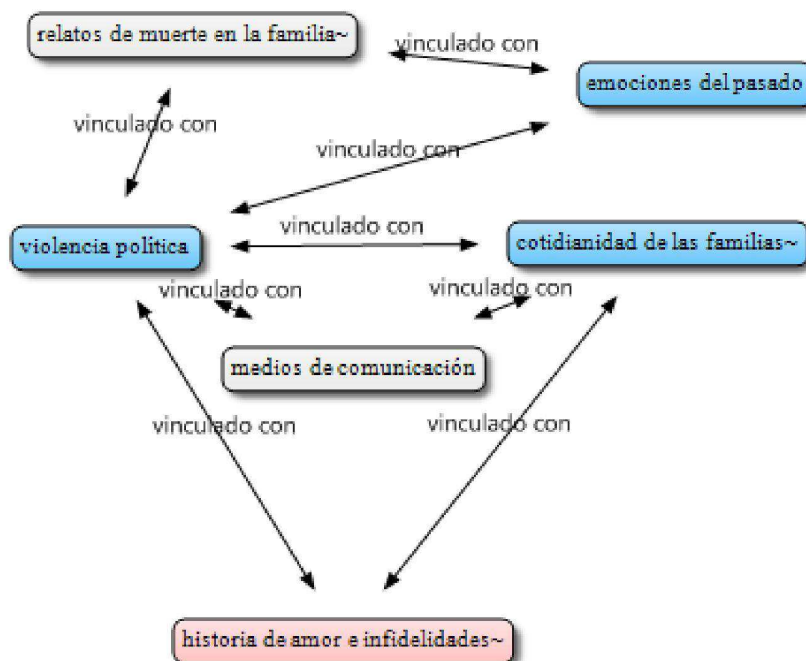 relatos de muerte en la familia~
vinculado con
emociones del pasado
vinculado con
vinculado con
vinculado con
violencia política
cotidianidad de las familias~
vinculado con
vinculado con
medios de comunicación
vinculado con
vinculado con
historia de amor e infidelidades~